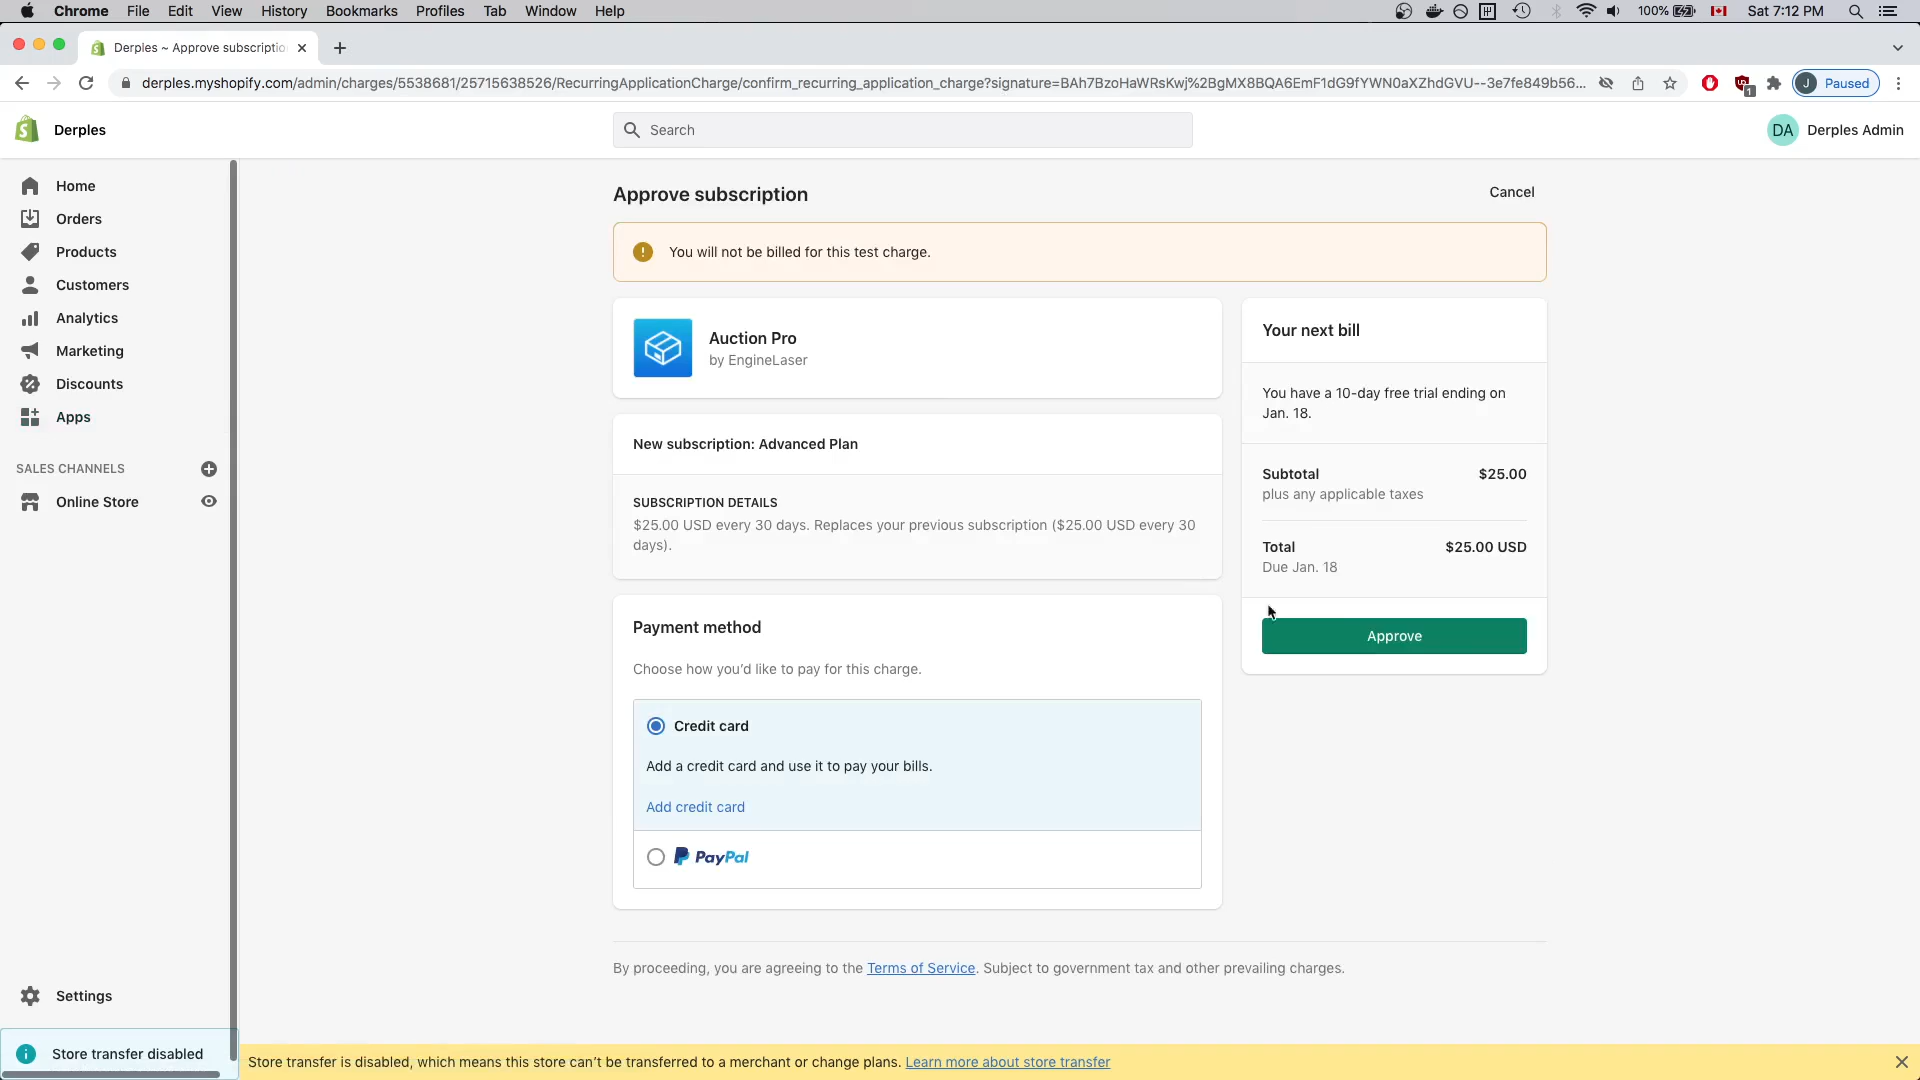 Chrome File Edit View History Bookmarks Profiles Tab Window Help 100% Sat 7:12 PM
Derples ~ Approve subscriptio
derples.myshopify.com/admin/charges/5538681/25715638526/RecurringApplicationCharge/confirm_recurring_application_charge?signature=BAh7BzoHaWRsKwj%2BgMX8BQA6EmF1dG9fYWN0aXZhdGVU--3e7fe849b56... 1 J Paused
Derples
Search
DA Derples Admin
Home
Orders
Products
Customers
Analytics
Marketing
Discounts
Apps
SALES CHANNELS
Online Store
Settings
Store transfer disabled
Approve subscription
Cancel
You will not be billed for this test charge.
Auction Pro
by EngineLaser
New subscription: Advanced Plan
SUBSCRIPTION DETAILS
$25.00 USD every 30 days. Replaces your previous subscription ($25.00 USD every 30
days).
Payment method
Choose how you'd like to pay for this charge.
Credit card
Add a credit card and use it to pay your bills.
Add credit card
PayPal
Your next bill
You have a 10-day free trial ending on
Jan. 18.
Subtotal $25.00
plus any applicable taxes
Total $25.00 USD
Due Jan. 18
Approve
By proceeding, you are agreeing to the Terms of Service. Subject to government tax and other prevailing charges.
Store transfer is disabled, which means this store can't be transferred to a merchant or change plans. Learn more about store transfer